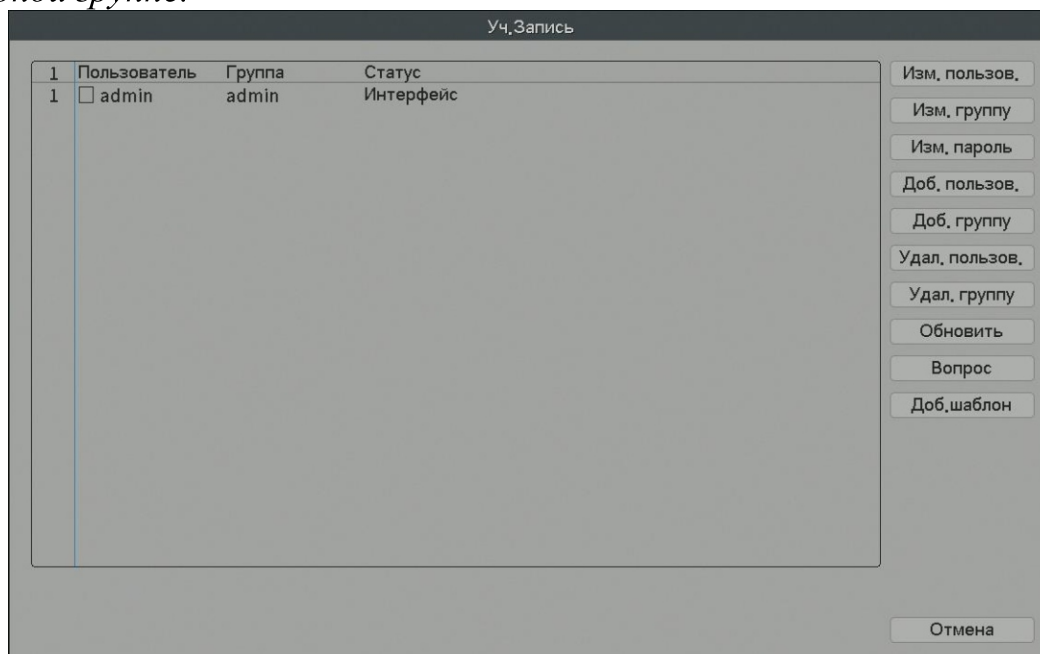 группе.
Уч.Запись
1 Пользователь Группа Статус
1 admin admin Интерфейс
Изм. пользов.
Изм. группу
Изм. пароль
Доб. пользов.
Доб. группу
Удал. пользов.
Удал. группу
Обновить
Вопрос
Доб.шаблон
Отмена